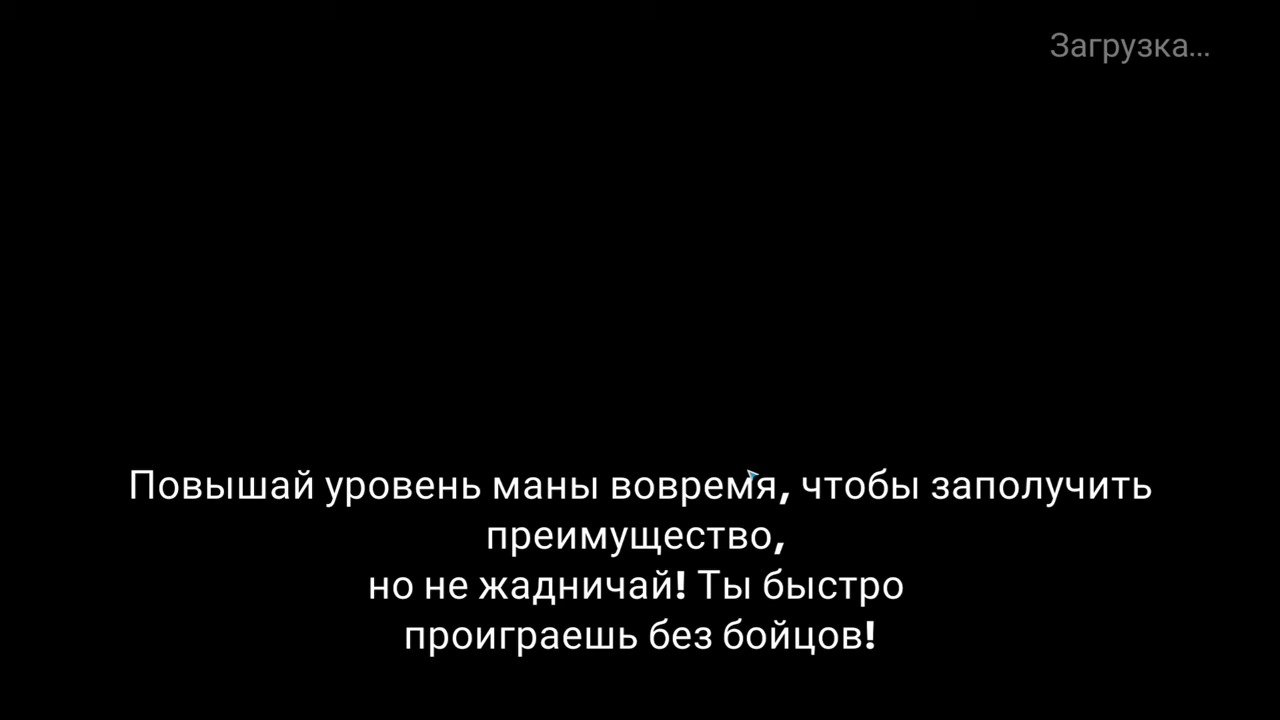 Загрузка...
Повышай уровень маны вовремя, чтобы заполучить
преимущество,
но не жадничай! Ты быстро
проиграешь без бойцов!